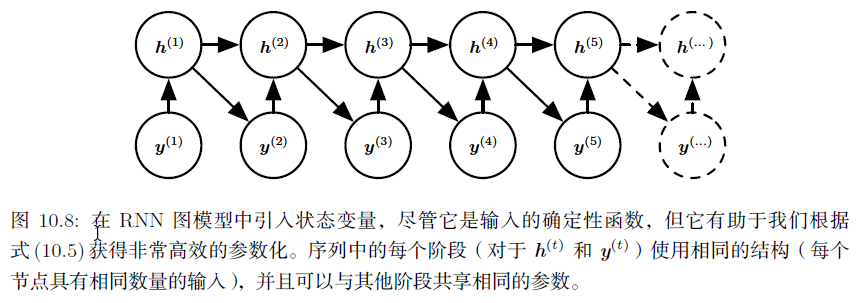 h(1) h(2) h(3) h(4) h(5) h(...)
y(1) y(2) y(3) y(4) y(5) y(...)
图 10.8: 在 RNN 图模型中引入状态变量，尽管它是输入的确定性函数，但它有助于我们根据
式 (10.5) 获得非常高效的参数化。序列中的每个阶段（对于 h(t) 和 y(t)）使用相同的结构（每个
节点具有相同数量的输入），并且可以与其他阶段共享相同的参数。